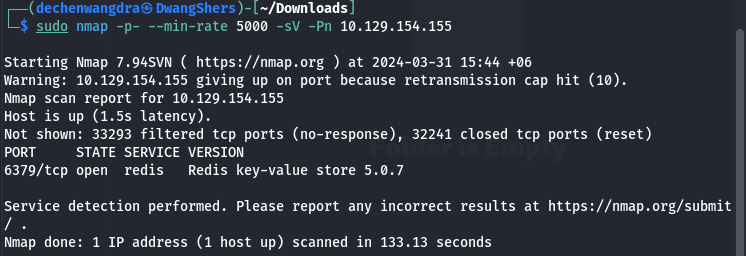 ┌──(dechenwangdra㉿DwangShers)-[~/Downloads]
└─$ sudo nmap -p- --min-rate 5000 -sV -Pn 10.129.154.155
Starting Nmap 7.94SVN ( https://nmap.org ) at 2024-03-31 15:44 +06
Warning: 10.129.154.155 giving up on port because retransmission cap hit (10).
Nmap scan report for 10.129.154.155
Host is up (1.5s latency).
Not shown: 33293 filtered tcp ports (no-response), 32241 closed tcp ports (reset)
Folder is Empty
PORT     STATE SERVICE VERSION
6379/tcp open  redis   Redis key-value store 5.0.7
Service detection performed. Please report any incorrect results at https://nmap.org/submit
/ .
Nmap done: 1 IP address (1 host up) scanned in 133.13 seconds